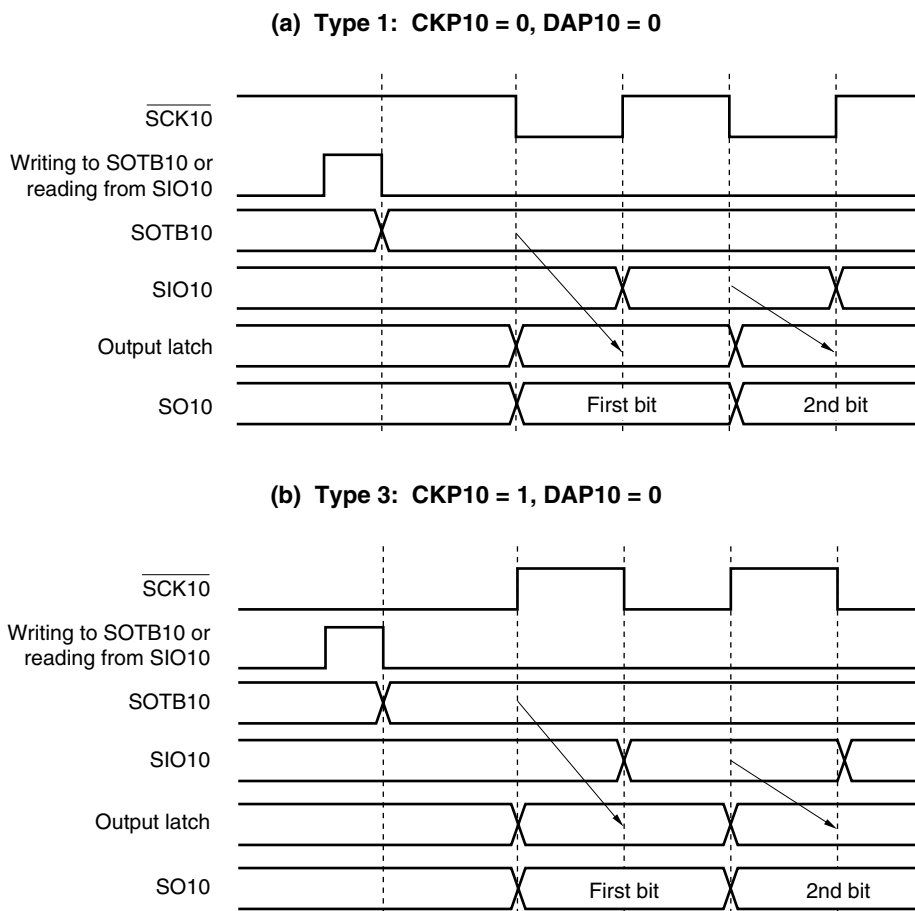 (a) Type 1: CKP10 = 0, DAP10 = 0
SCK10
Writing to SOTB10 or
reading from SIO10
SOTB10
SIO10
Output latch
SO10
First bit
2nd bit
(b) Type 3: CKP10 = 1, DAP10 = 0
SCK10
Writing to SOTB10 or
reading from SIO10
SOTB10
SIO10
Output latch
SO10
First bit
2nd bit